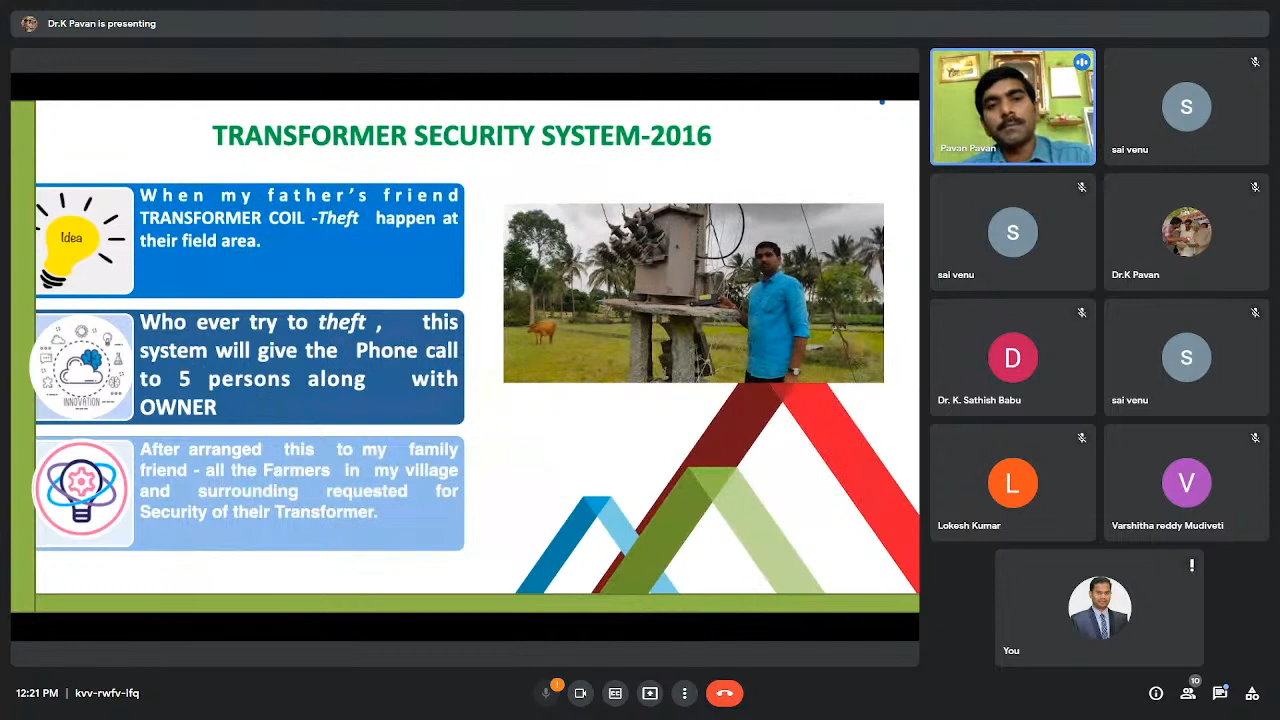 Dr.K Pavan is presenting
TRANSFORMER SECURITY SYSTEM-2016
Idea
When my father’s friend
TRANSFORMER COIL -Theft happen at
their field area.
INNOVATION
Who ever try to theft , this
system will give the Phone call
to 5 persons along with
OWNER
After arranged this to my family
friend - all the Farmers in my village
and surrounding requested for
Security of their Transformer.
Pavan Pavan
S
sai venu
S
sai venu
Dr.K Pavan
D
Dr. K. Sathish Babu
S
sai venu
L
Lokesh Kumar
V
Varshitha reddy Mudiveti
You
12:21 PM | kvv-rwfv-lfq
10